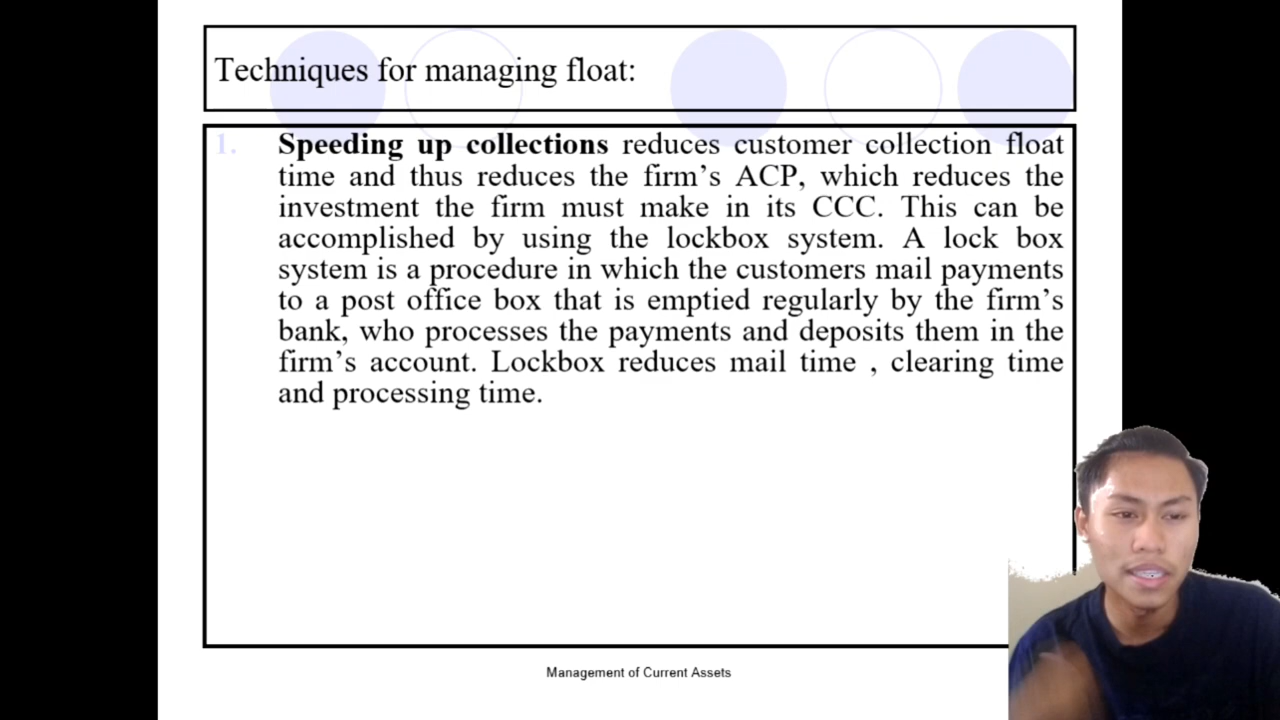 Techniques for managing float:
1. Speeding up collections reduces customer collection float
time and thus reduces the firm's ACP, which reduces the
investment the firm must make in its CCC. This can be
accomplished by using the lockbox system. A lock box
system is a procedure in which the customers mail payments
to a post office box that is emptied regularly by the firm's
bank, who processes the payments and deposits them in the
firm's account. Lockbox reduces mail time , clearing time
and processing time.
Management of Current Assets